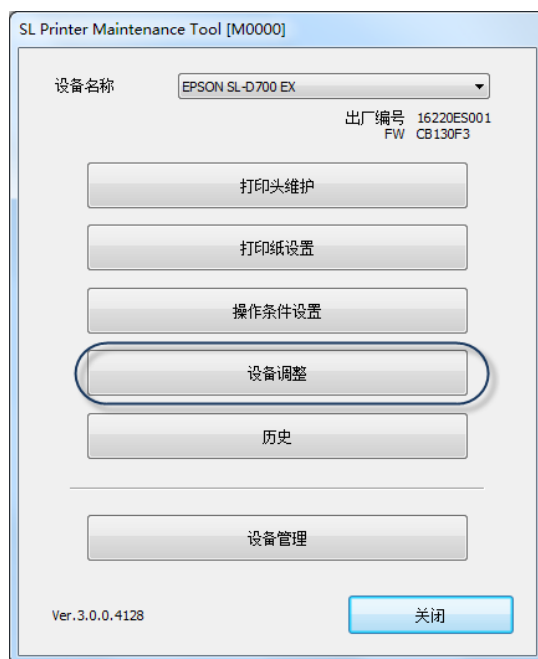 SL Printer Maintenance Tool [M0000]
设备名称 EPSON SL-D700 EX
出厂编号 16220ES001
FW CB130F3
打印头维护
打印纸设置
操作条件设置
设备调整
历史
设备管理
Ver.3.0.0.4128 关闭